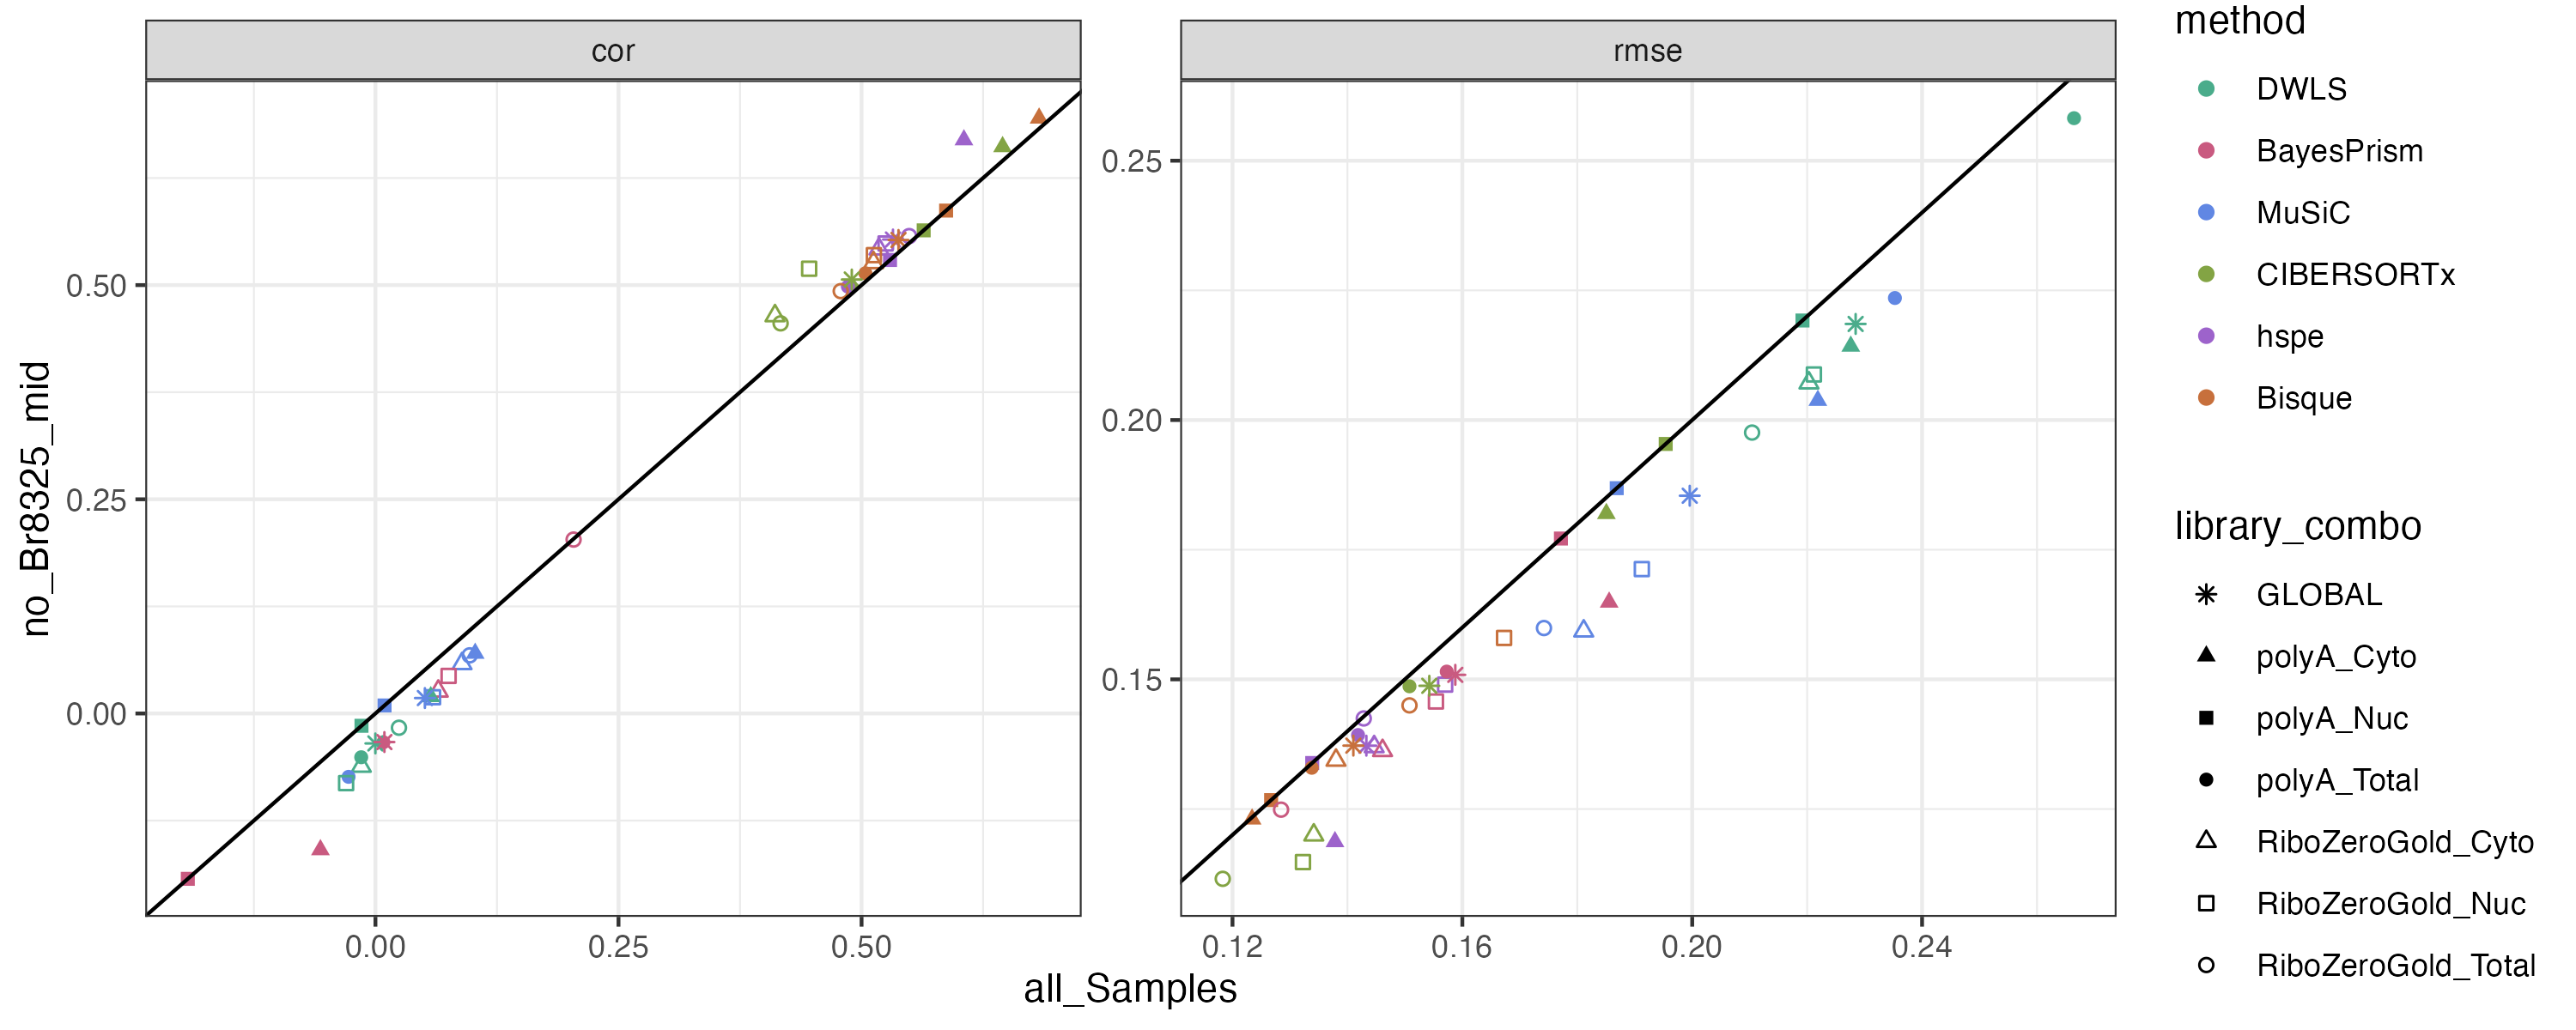 cor
rmse
no_Br8325_mid
0.50
0.25
0.00
0.25
0.20
0.15
0.00
0.25
0.50
0.12
0.16
0.20
0.24
all_Samples
method
DWLS
BayesPrism
MuSiC
CIBERSORTx
hspe
Bisque
library_combo
GLOBAL
polyA_Cyto
polyA_Nuc
polyA_Total
RiboZeroGold_Cyto
RiboZeroGold_Nuc
RiboZeroGold_Total